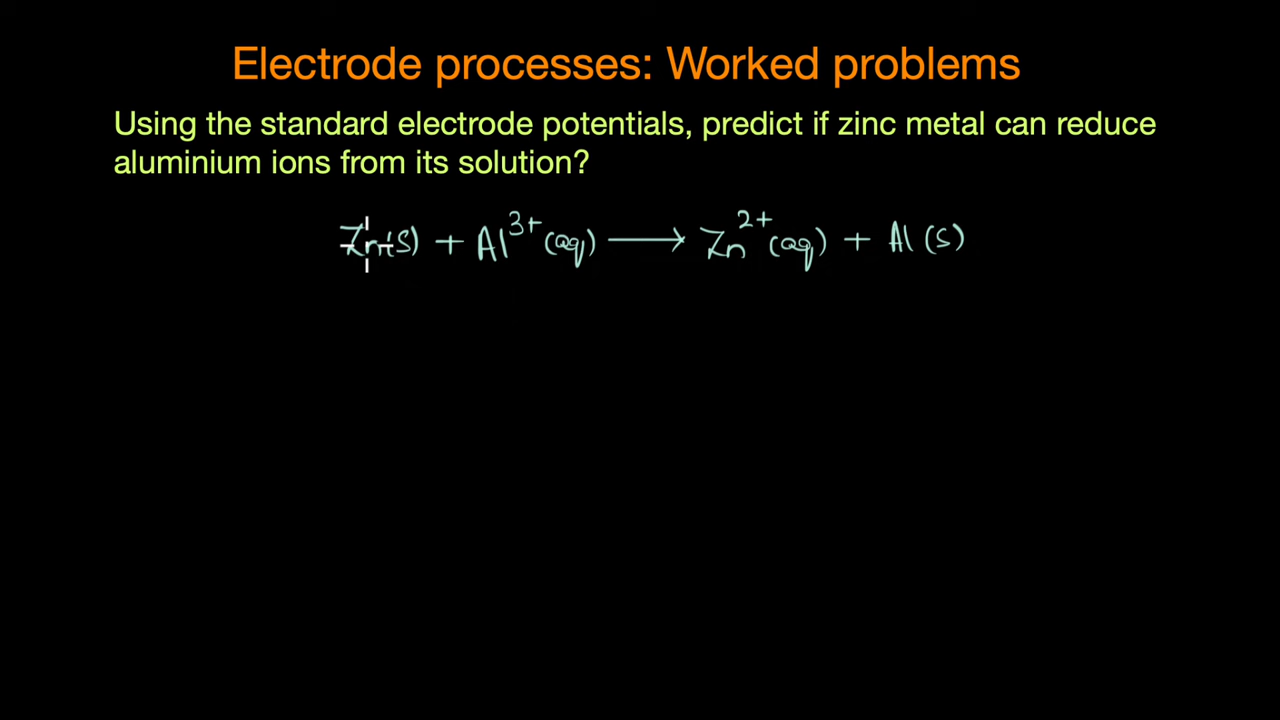 Electrode processes: Worked problems
Using the standard electrode potentials, predict if zinc metal can reduce
aluminium ions from its solution?
Zn(s) + Al³⁺(aq) ⟶ Zn²⁺(aq) + Al(s)